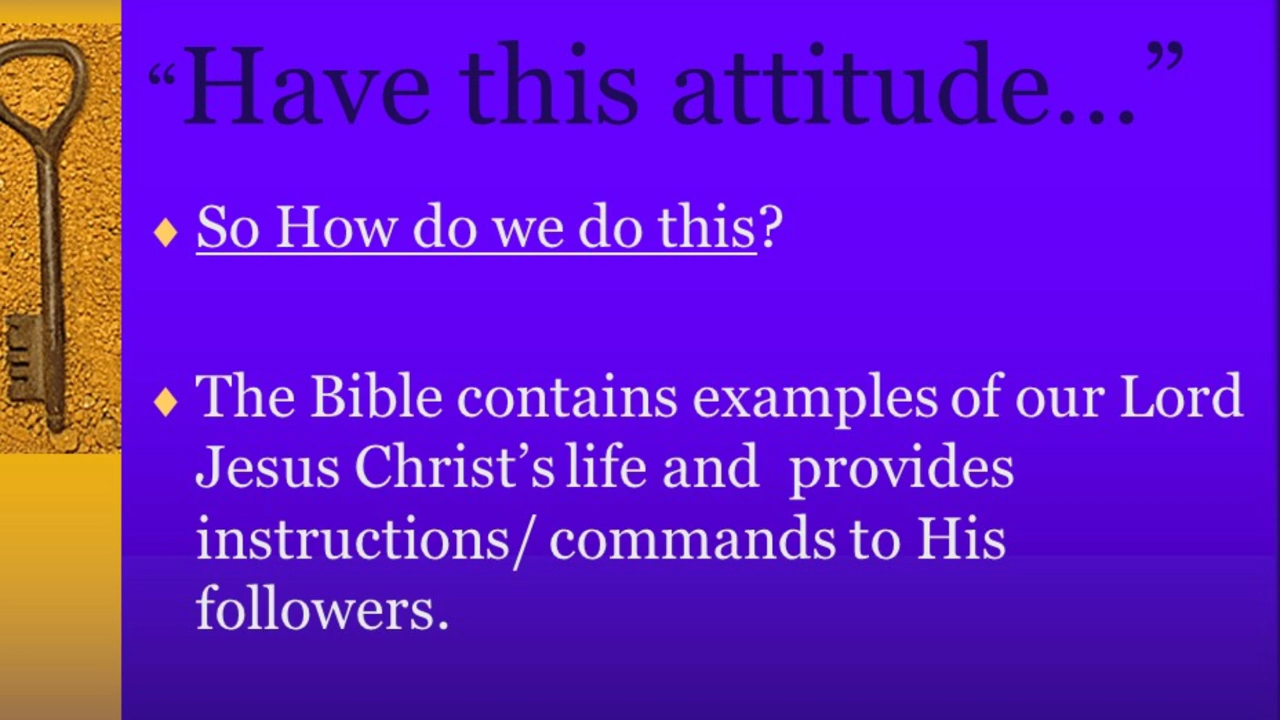 “Have this attitude...”
So How do we do this?
The Bible contains examples of our Lord
Jesus Christ’s life and provides
instructions/ commands to His
followers.